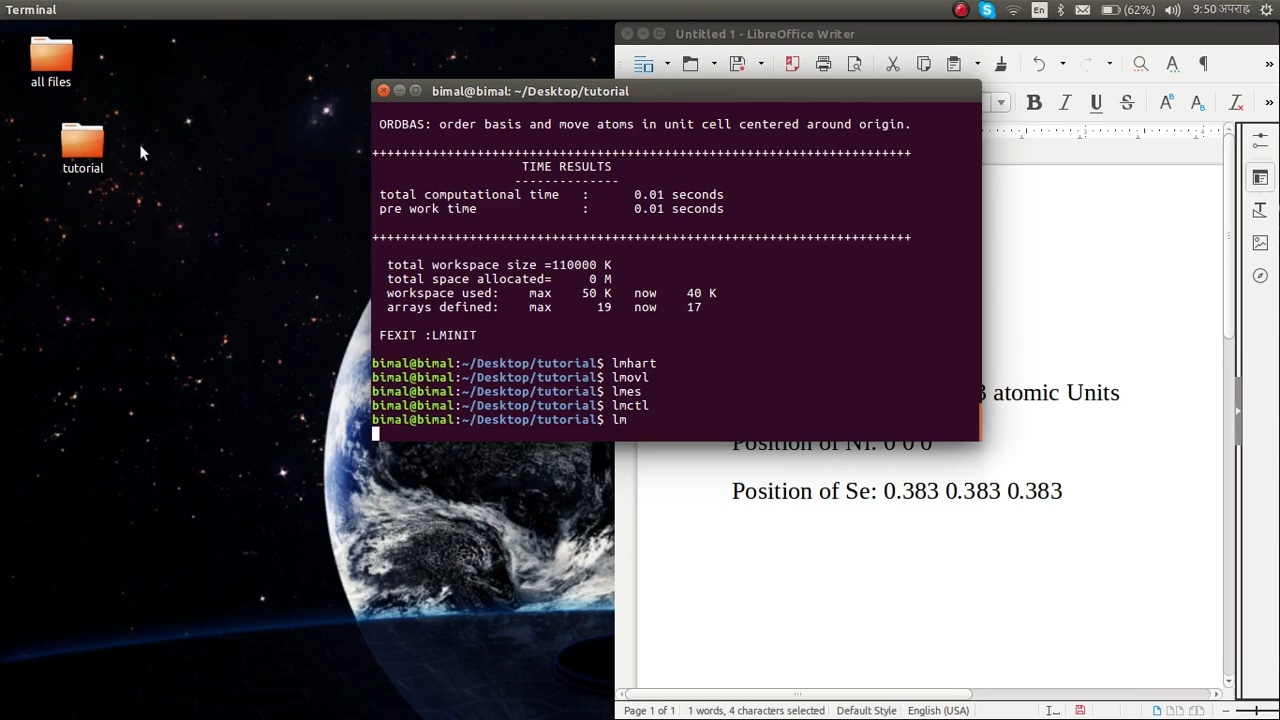 Terminal
En
(62%)
9:50 अपराह्न
all files
tutorial
Untitled 1 - LibreOffice Writer
bimal@bimal: ~/Desktop/tutorial
ORDBAS: order basis and move atoms in unit cell centered around origin.
++++++++++++++++++++++++++++++++++++++++++++++++++++++++++++++++++++++++
TIME RESULTS
--------------
total computational time   :      0.01 seconds
pre work time              :      0.01 seconds
++++++++++++++++++++++++++++++++++++++++++++++++++++++++++++++++++++++++
total workspace size =110000 K
total space allocated=     0 M
workspace used:    max    50 K   now    40 K
arrays defined:    max      19   now    17
FEXIT :LMINIT
bimal@bimal:~/Desktop/tutorial$ lmhart
bimal@bimal:~/Desktop/tutorial$ lmovl
bimal@bimal:~/Desktop/tutorial$ lmes
bimal@bimal:~/Desktop/tutorial$ lmctl
bimal@bimal:~/Desktop/tutorial$ lm
atomic Units
Position of Ni: 0 0 0
Position of Se: 0.383 0.383 0.383
Page 1 of 1
1 words, 4 characters selected
Default Style
English (USA)